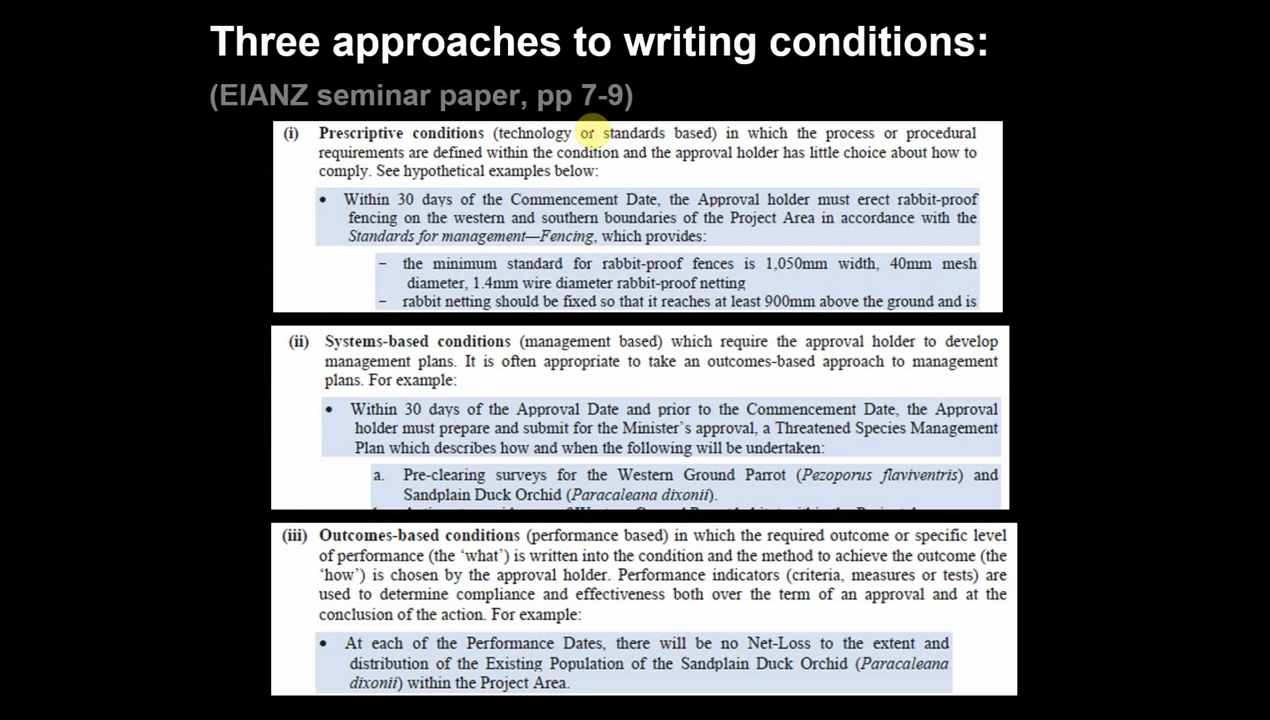 Three approaches to writing conditions:
(EIANZ seminar paper, pp 7-9)
(i) Prescriptive conditions (technology or standards based) in which the process or procedural
requirements are defined within the condition and the approval holder has little choice about how to
comply. See hypothetical examples below:
• Within 30 days of the Commencement Date, the Approval holder must erect rabbit-proof
fencing on the western and southern boundaries of the Project Area in accordance with the
Standards for management—Fencing, which provides:
– the minimum standard for rabbit-proof fences is 1,050mm width, 40mm mesh
diameter, 1.4mm wire diameter rabbit-proof netting
– rabbit netting should be fixed so that it reaches at least 900mm above the ground and is
(ii) Systems-based conditions (management based) which require the approval holder to develop
management plans. It is often appropriate to take an outcomes-based approach to management
plans. For example:
• Within 30 days of the Approval Date and prior to the Commencement Date, the Approval
holder must prepare and submit for the Minister's approval, a Threatened Species Management
Plan which describes how and when the following will be undertaken:
a. Pre-clearing surveys for the Western Ground Parrot (Pezoporus flaviventris) and
Sandplain Duck Orchid (Paracaleana dixonii).
(iii) Outcomes-based conditions (performance based) in which the required outcome or specific level
of performance (the 'what') is written into the condition and the method to achieve the outcome (the
'how') is chosen by the approval holder. Performance indicators (criteria, measures or tests) are
used to determine compliance and effectiveness both over the term of an approval and at the
conclusion of the action. For example:
• At each of the Performance Dates, there will be no Net-Loss to the extent and
distribution of the Existing Population of the Sandplain Duck Orchid (Paracaleana
dixonii) within the Project Area.